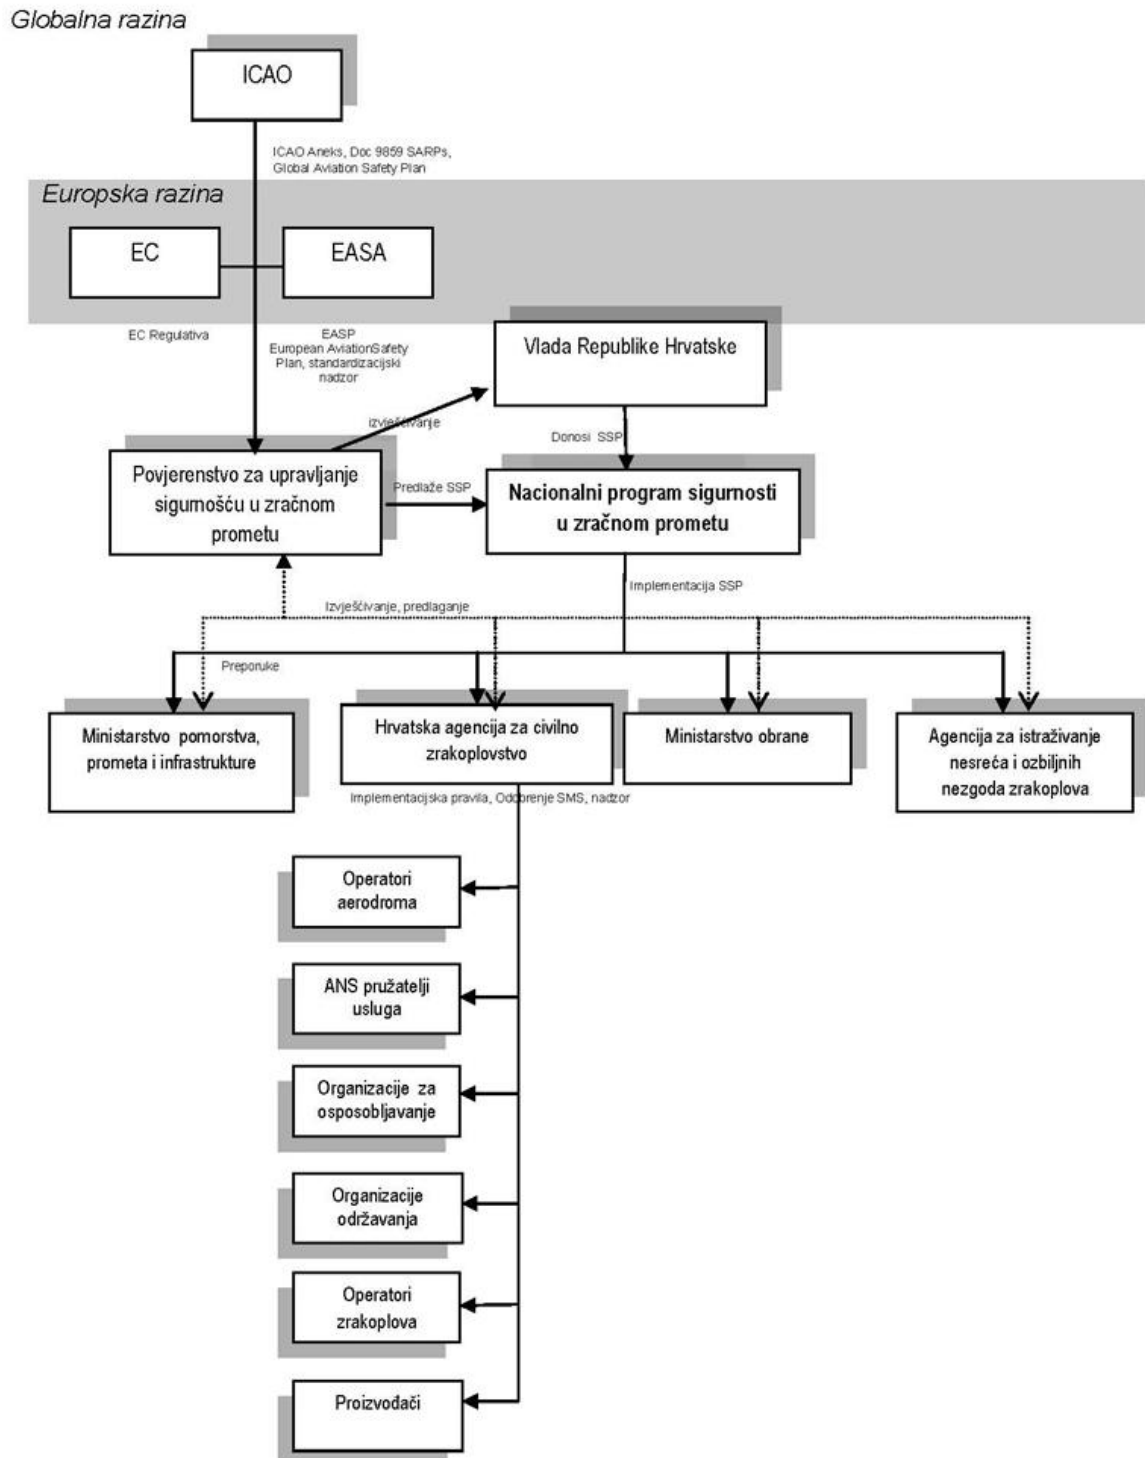 Globalna razina
ICAO
ICAO Aneks, Doc 9859 SARPs,
Global Aviation Safety Plan
Europska razina
EC
EASA
EC Regulativa
EASP
European AviationSafety
Plan, standardizacijski
nadzor
Vlada Republike Hrvatske
izvješćivanje
Donosi SSP
Povjerenstvo za upravljanje
sigurnošću u zračnom
prometu
Predlaže SSP
Nacionalni program sigurnosti
u zračnom prometu
Implementacija SSP
Izvješćivanje, predlaganje
Preporuke
Ministarstvo pomorstva,
prometa i infrastrukture
Hrvatska agencija za civilno
zrakoplovstvo
Ministarstvo obrane
Agencija za istraživanje
nesreća i ozbiljnih
nezgoda zrakoplova
Implementacijska pravila, Odobrenje SMS, nadzor
Operatori
aerodroma
ANS pružatelji
usluga
Organizacije za
osposobljavanje
Organizacije
održavanja
Operatori
zrakoplova
Proizvođači